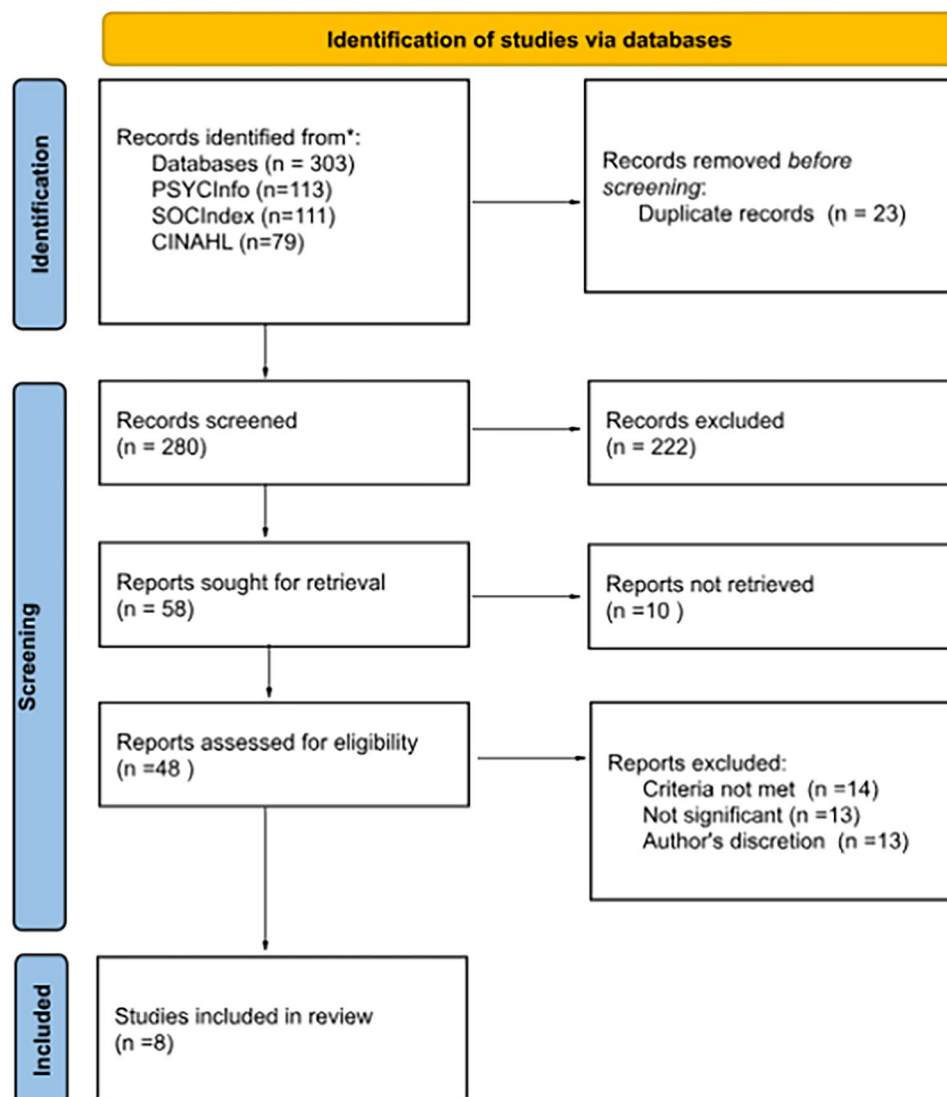 Identification of studies via databases
Identification
Records identified from*:
Databases (n = 303)
PSYCInfo (n=113)
SOCIndex (n=111)
CINAHL (n=79)
Records removed before
screening:
Duplicate records (n = 23)
Screening
Records screened
(n = 280)
Records excluded
(n = 222)
Reports sought for retrieval
(n = 58)
Reports not retrieved
(n =10 )
Reports assessed for eligibility
(n =48 )
Reports excluded:
Criteria not met (n =14)
Not significant (n =13)
Author's discretion (n =13)
Included
Studies included in review
(n =8)